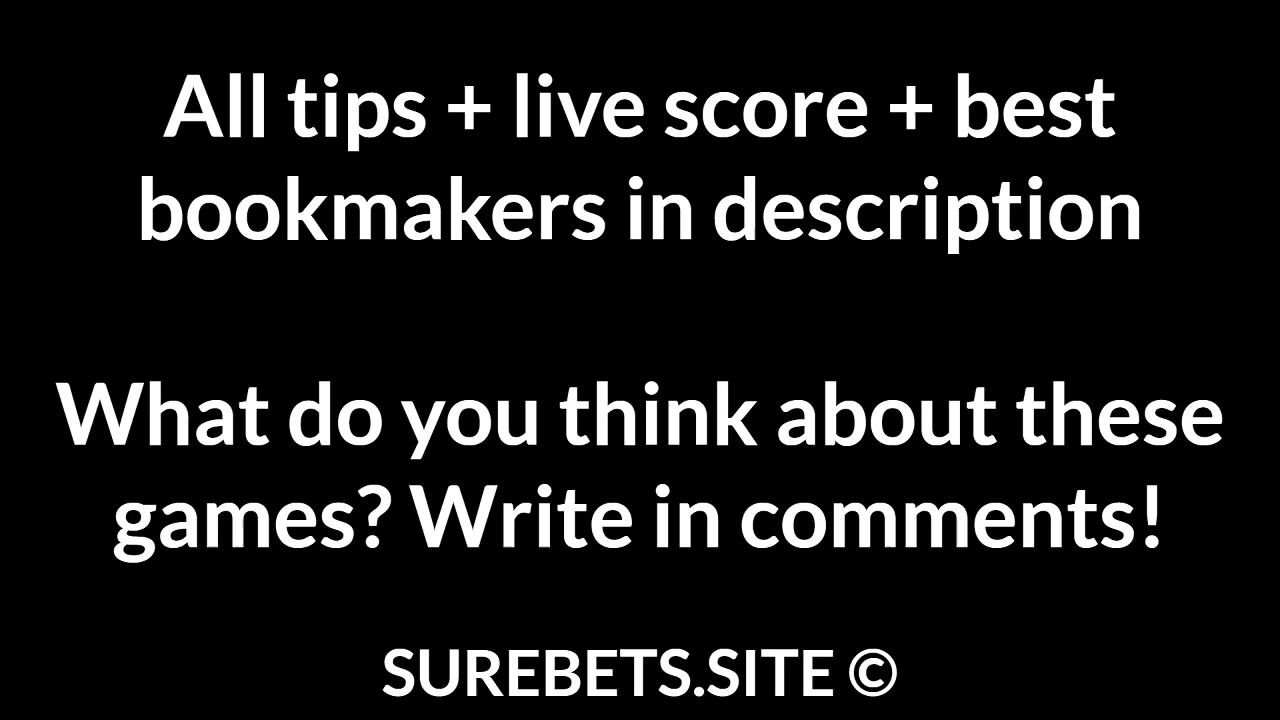 All tips + live score + best
bookmakers in description
What do you think about these
games? Write in comments!
SUREBETS.SITE ©